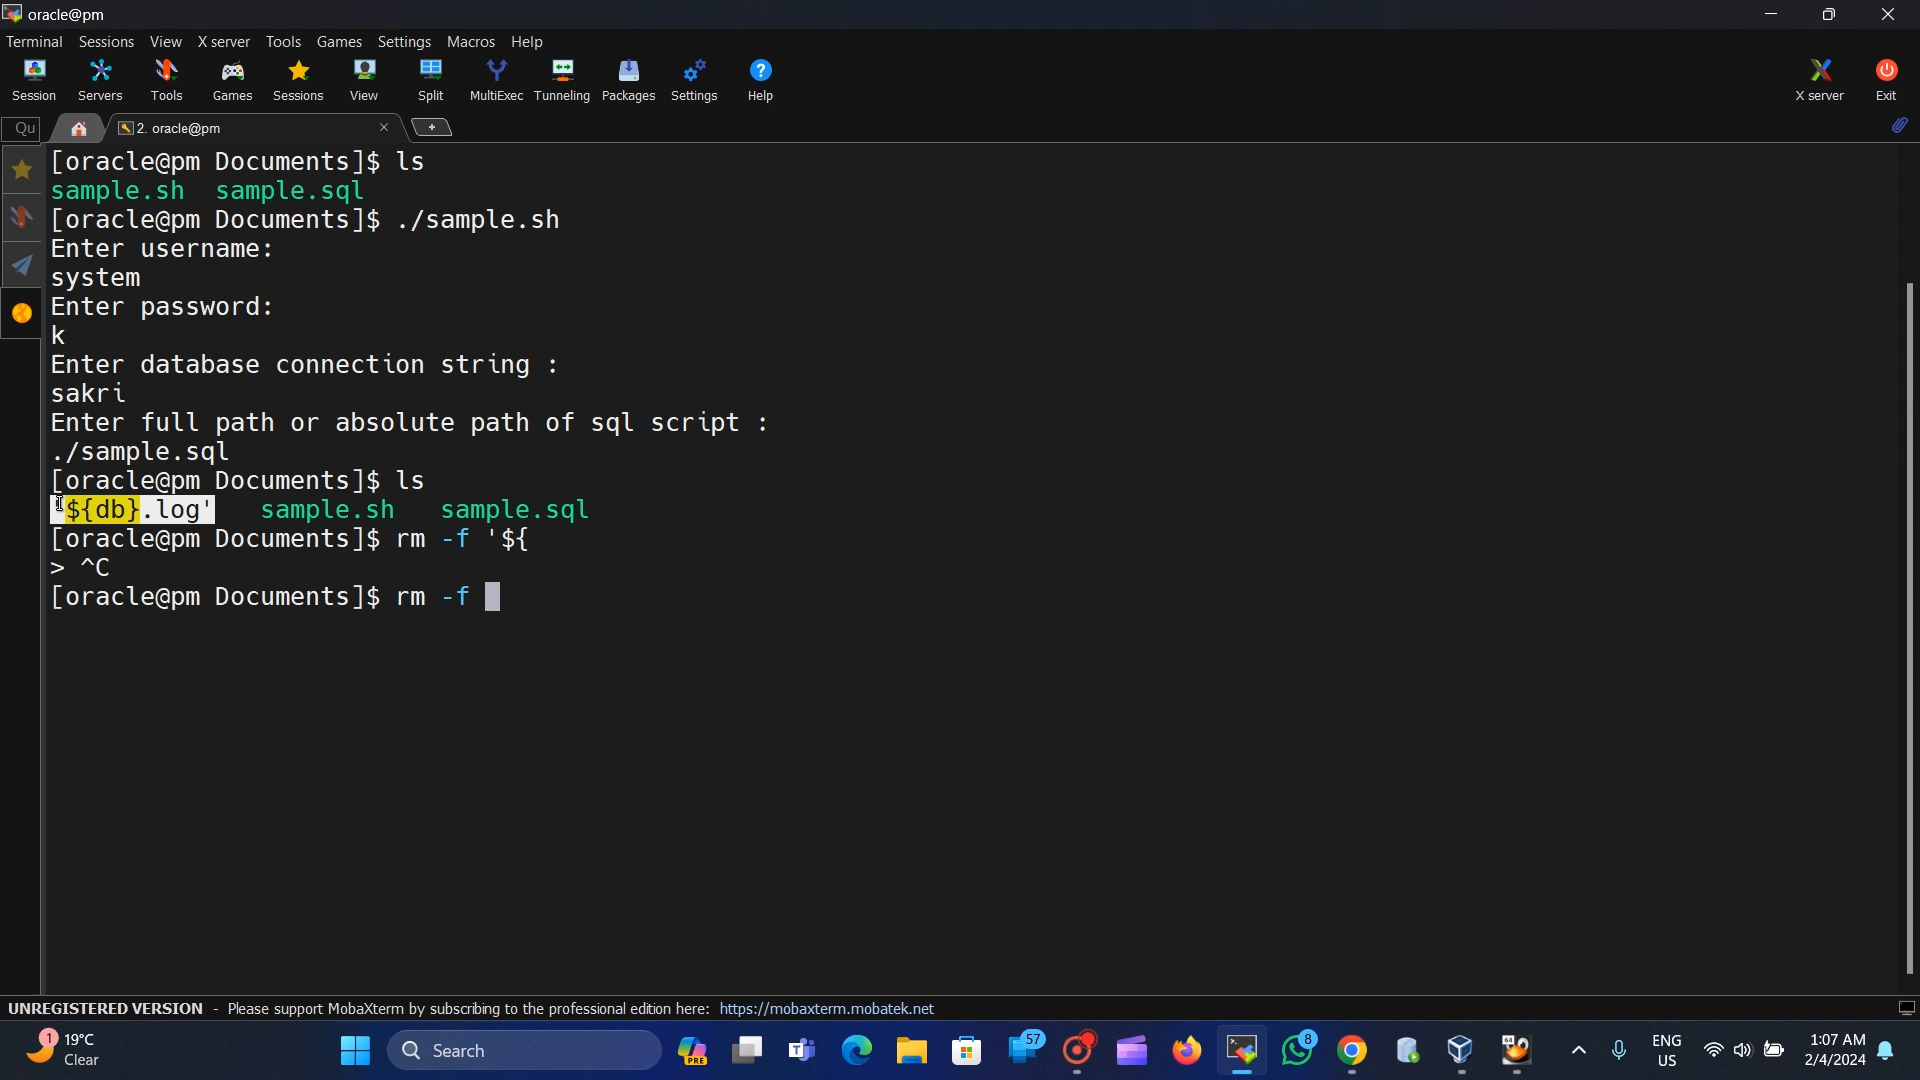 oracle@pm
Terminal Sessions View X server Tools Games Settings Macros Help
Session Servers Tools Games Sessions View Split MultiExec Tunneling Packages Settings Help X server Exit
Qu 2. oracle@pm
[oracle@pm Documents]$ ls
sample.sh sample.sql
[oracle@pm Documents]$ ./sample.sh
Enter username:
system
Enter password:
k
Enter database connection string :
sakri
Enter full path or absolute path of sql script :
./sample.sql
[oracle@pm Documents]$ ls
'${db}.log' sample.sh sample.sql
[oracle@pm Documents]$ rm -f '${
> ^C
[oracle@pm Documents]$ rm -f
UNREGISTERED VERSION - Please support MobaXterm by subscribing to the professional edition here: https://mobaxterm.mobatek.net
1 19°C
Clear
Search
PRE
57
8
64
ENG
US
1:07 AM
2/4/2024